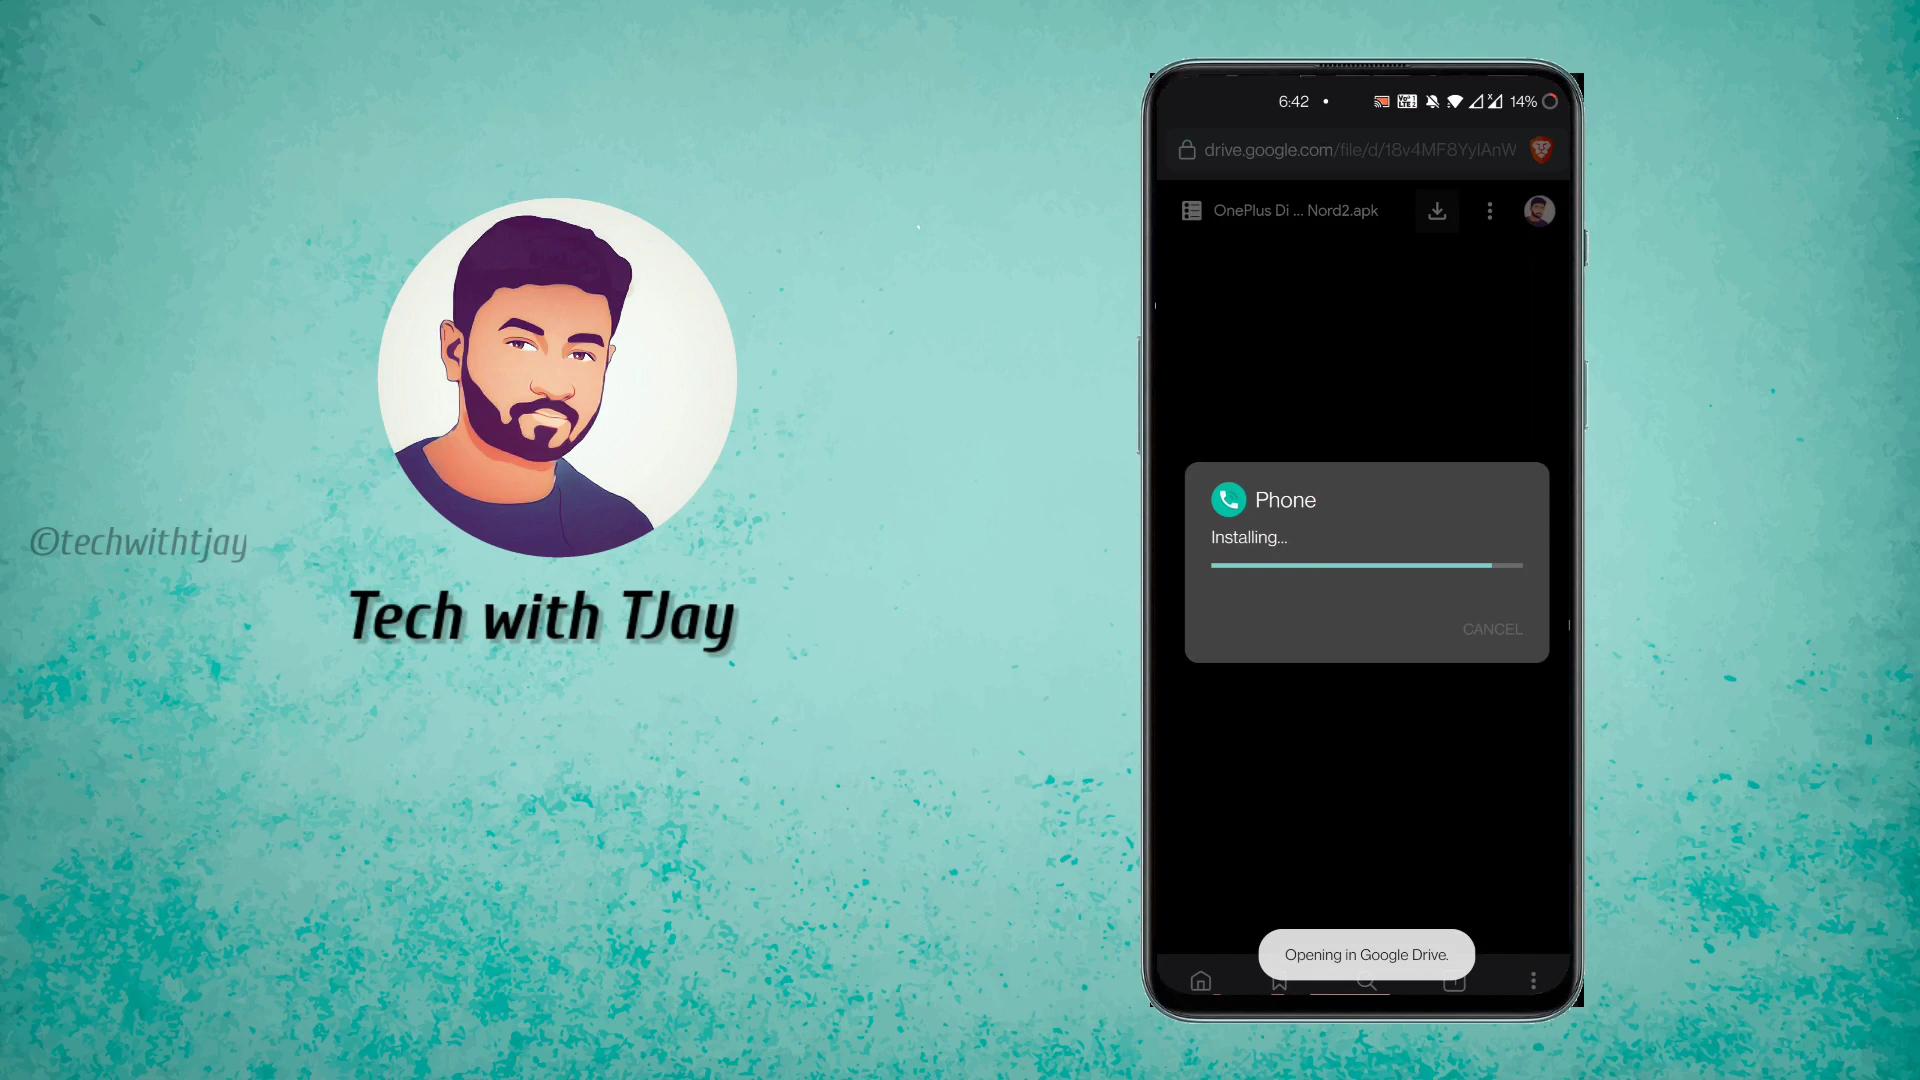 ©techwithtjay
Tech with TJay
6:42
14%
drive.google.com/file/d/18v4MF8YyIAnW
OnePlus Di ... Nord2.apk
Phone
Installing...
CANCEL
Opening in Google Drive.